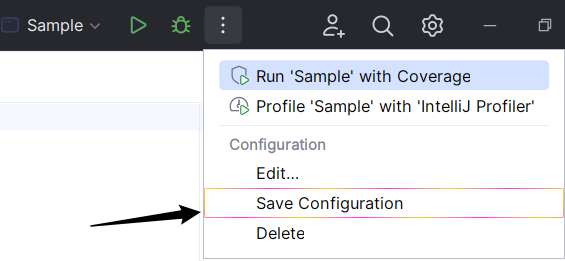 Sample
Run 'Sample' with Coverage
Profile 'Sample' with 'IntelliJ Profiler'
Configuration
Edit...
Save Configuration
Delete